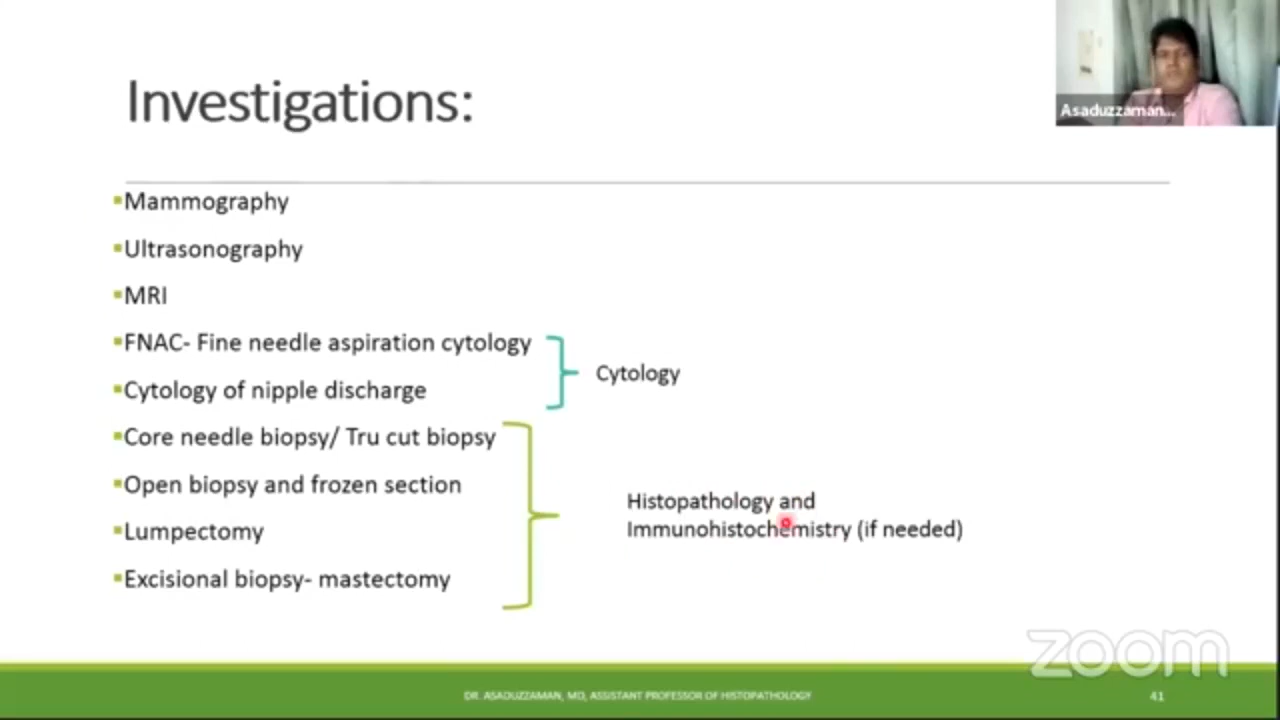 Investigations:
Asaduzzaman...
▪Mammography
▪Ultrasonography
▪MRI
▪FNAC- Fine needle aspiration cytology
▪Cytology of nipple discharge
Cytology
▪Core needle biopsy/ Tru cut biopsy
▪Open biopsy and frozen section
▪Lumpectomy
▪Excisional biopsy- mastectomy
Histopathology and
Immunohistochemistry (if needed)
zoom
DR. ASADUZZAMAN, MD, ASSISTANT PROFESSOR OF HISTOPATHOLOGY
41